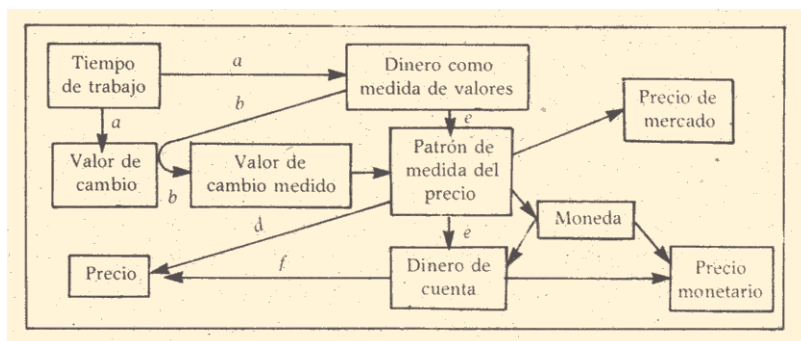 Tiempo
de trabajo
a
Dinero como
medida de valores
b
e
a
Precio de
mercado
Valor de
cambio
b
Valor de
cambio medido
Patrón de
medida del
precio
d
e
Moneda
Precio
f
Dinero de
cuenta
Precio
monetario